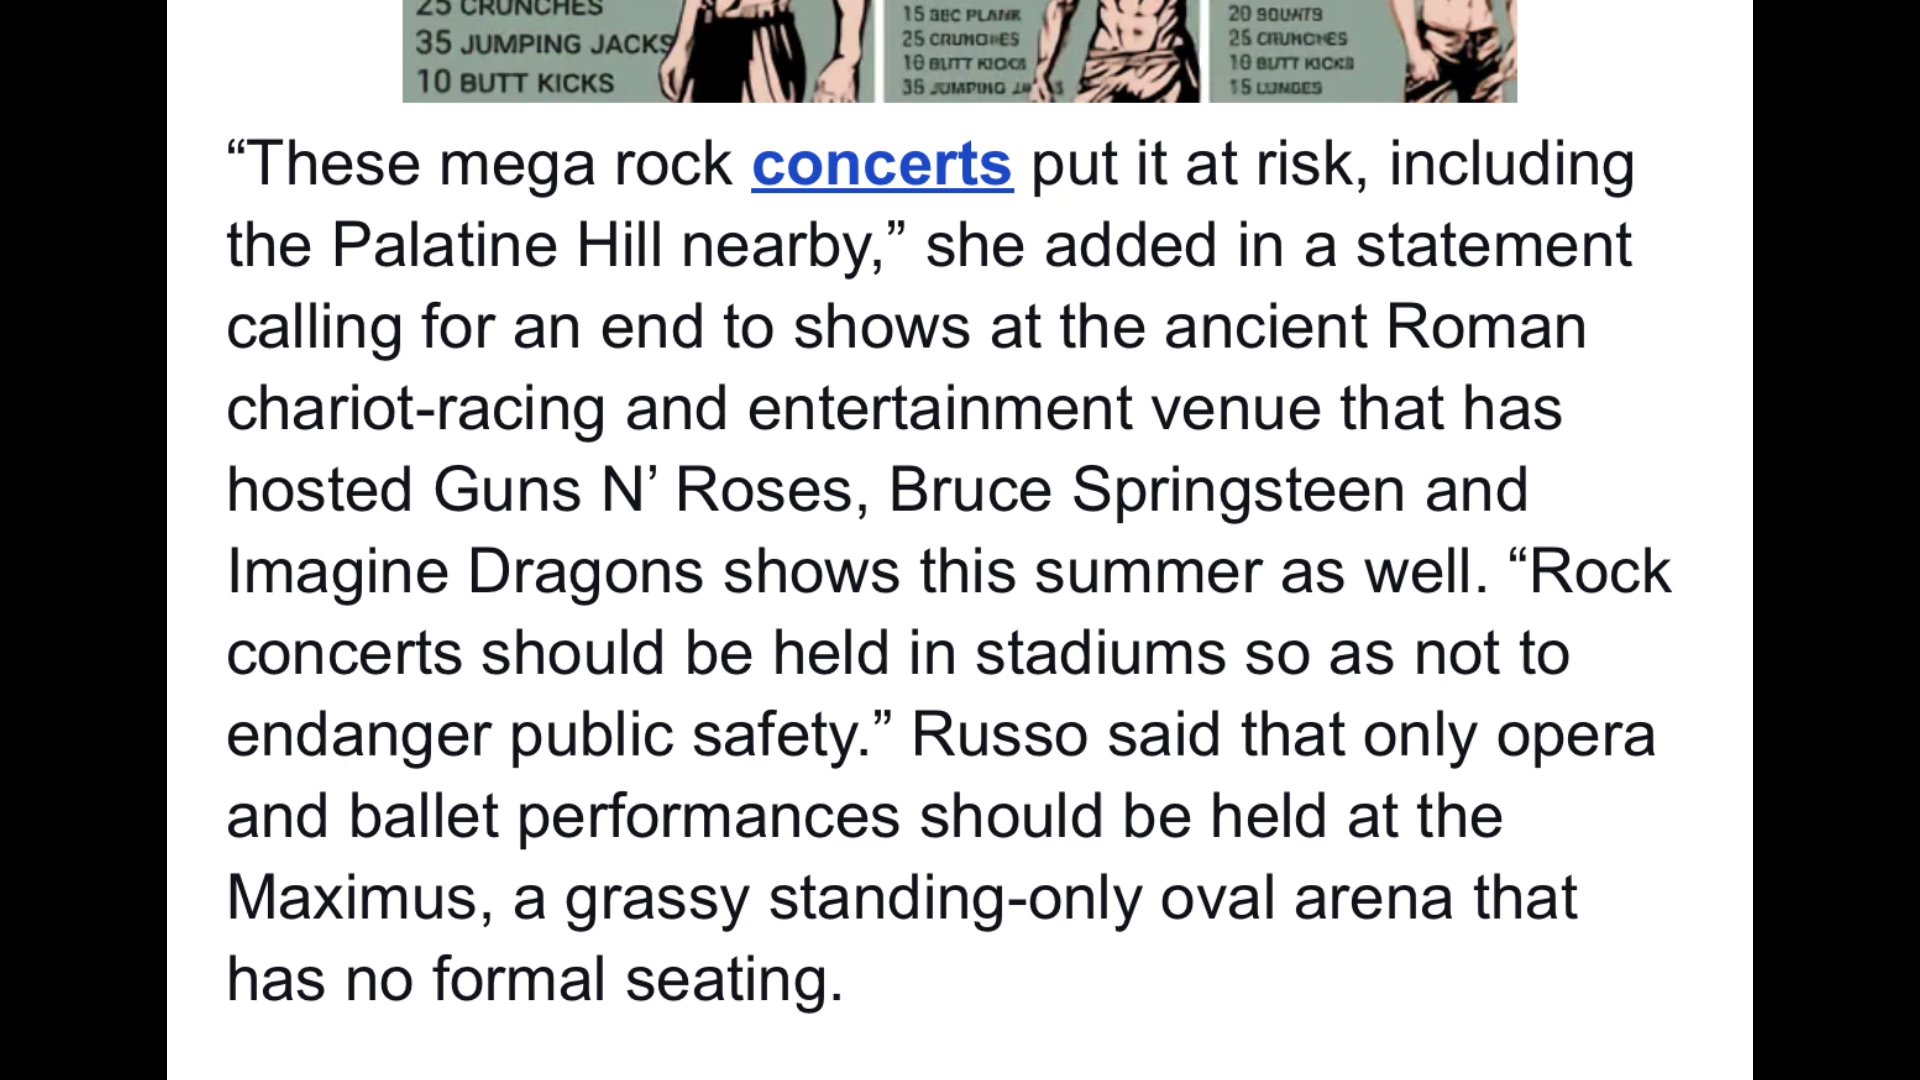 25 CRUNCHES
35 JUMPING JACKS
10 BUTT KICKS
15 SEC PLANK
25 CRUNCHES
10 BUTT KICKS
35 JUMPING
20 SQUATS
25 CRUNCHES
10 BUTT KICKS
15 LUNGES
“These mega rock concerts put it at risk, including
the Palatine Hill nearby,” she added in a statement
calling for an end to shows at the ancient Roman
chariot-racing and entertainment venue that has
hosted Guns N’ Roses, Bruce Springsteen and
Imagine Dragons shows this summer as well. “Rock
concerts should be held in stadiums so as not to
endanger public safety.” Russo said that only opera
and ballet performances should be held at the
Maximus, a grassy standing-only oval arena that
has no formal seating.